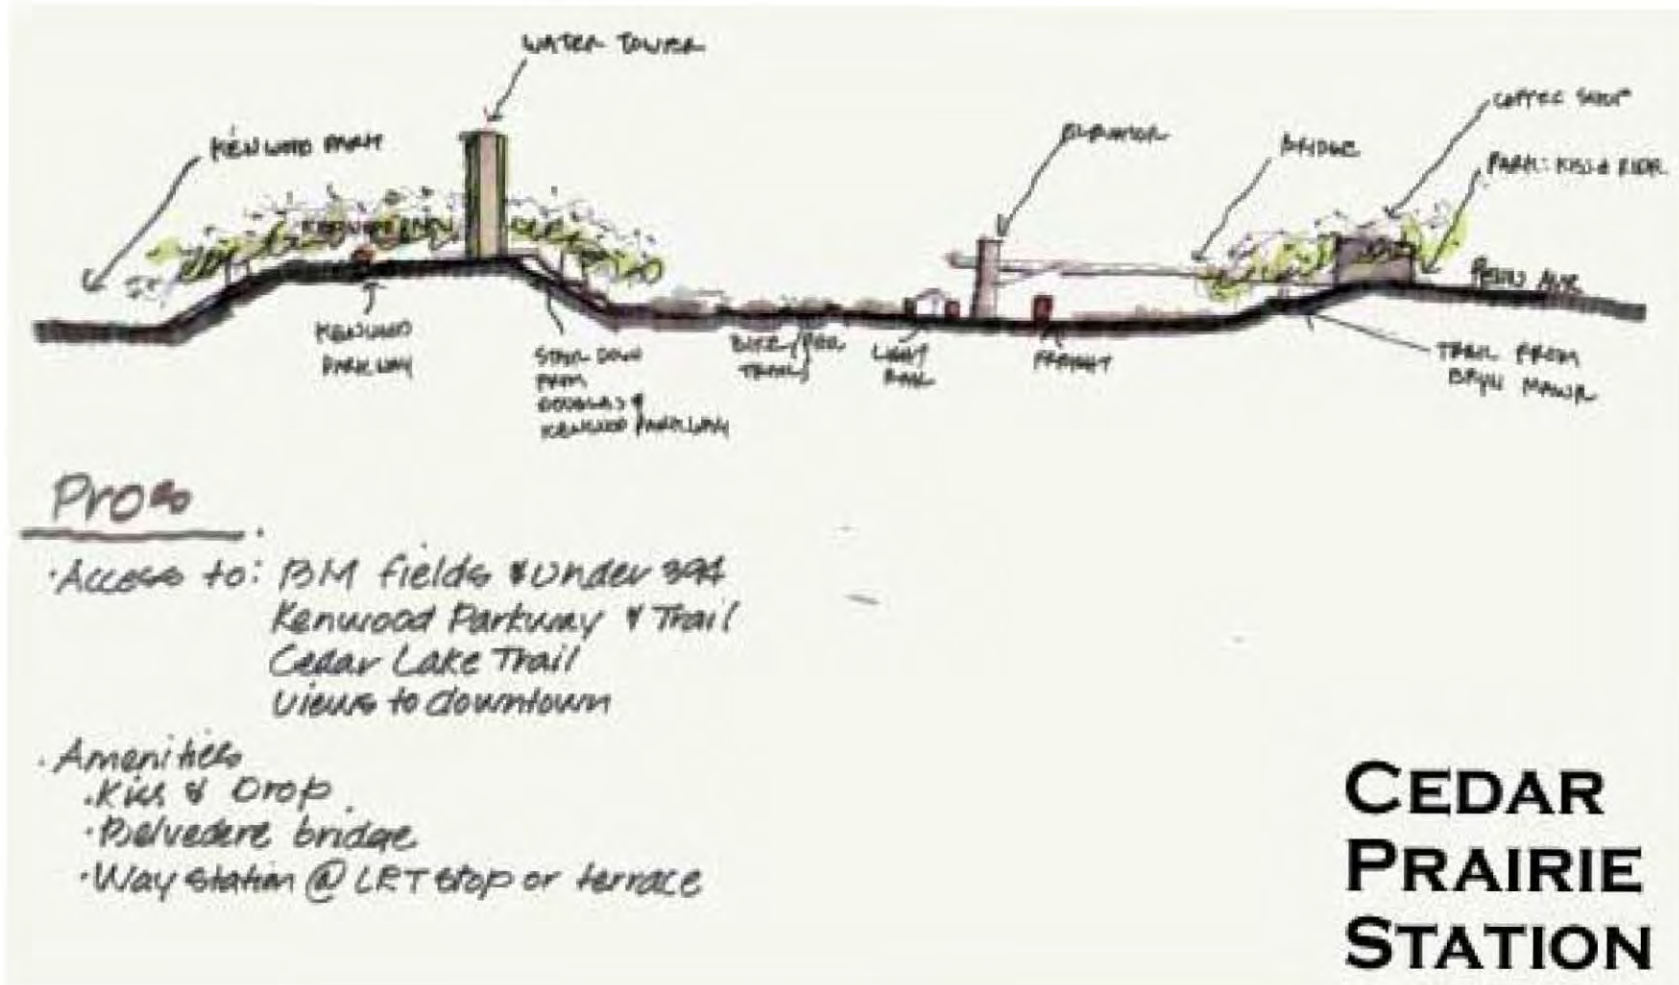 WATER TOWER
KENWOOD PARK
ELEVATOR
BRIDGE
COFFEE SHOP
PARK: KISS & RIDE
PENN AVE
KENWOOD
PARKWAY
STAIR DOWN
FROM
DOUGLAS &
KENWOOD PARKWAY
BIKE/PED
TRAILS
LIGHT
RAIL
FREIGHT
TRAIL FROM
BRYN MAWR
Pros
• Access to: BM fields & Under 394
Kenwood Parkway & Trail
Cedar Lake Trail
Views to downtown
• Amenities
• Kiss & Drop
• Belvedere bridge
• Way station @ LRT stop or terrace
CEDAR
PRAIRIE
STATION